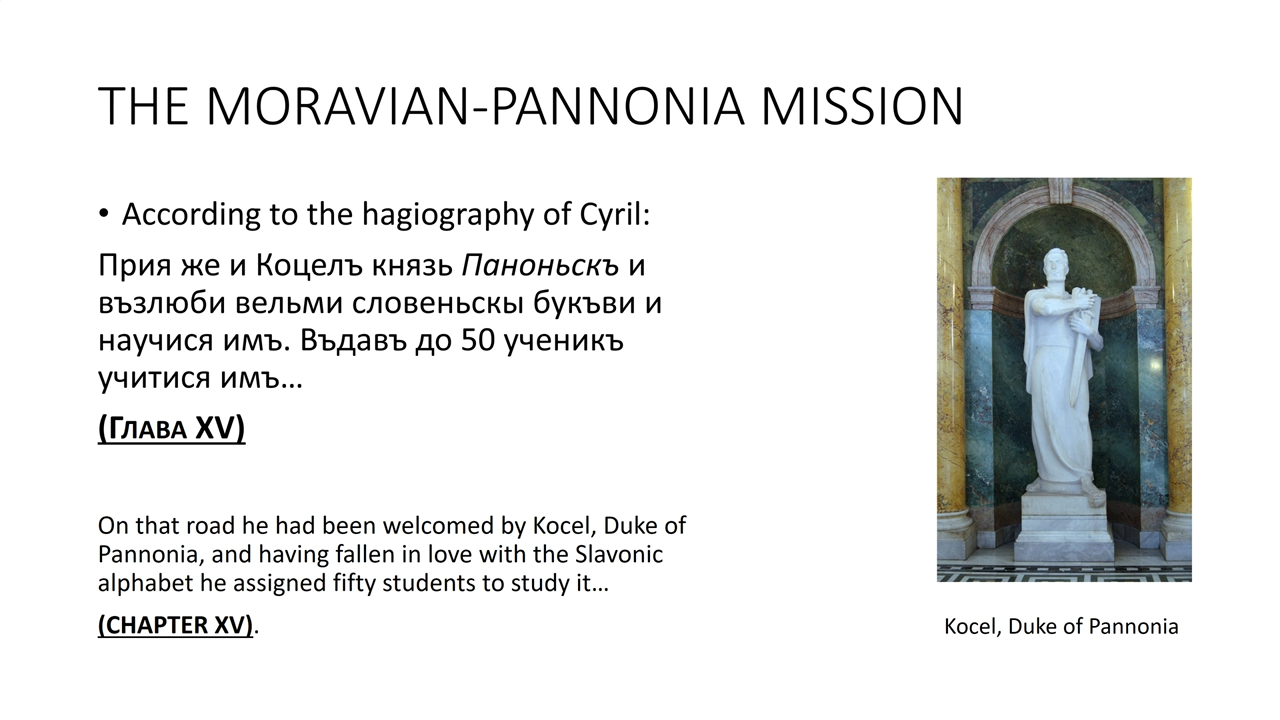 THE MORAVIAN-PANNONIA MISSION
• According to the hagiography of Cyril:
Прия же и Коцелъ князь Паноньскъ и
възлюби вельми словеньскы букъви и
научися имъ. Въдавъ до 50 ученикъ
учитися имъ…
(Глава XV)
On that road he had been welcomed by Kocel, Duke of
Pannonia, and having fallen in love with the Slavonic
alphabet he assigned fifty students to study it…
(CHAPTER XV).
Kocel, Duke of Pannonia